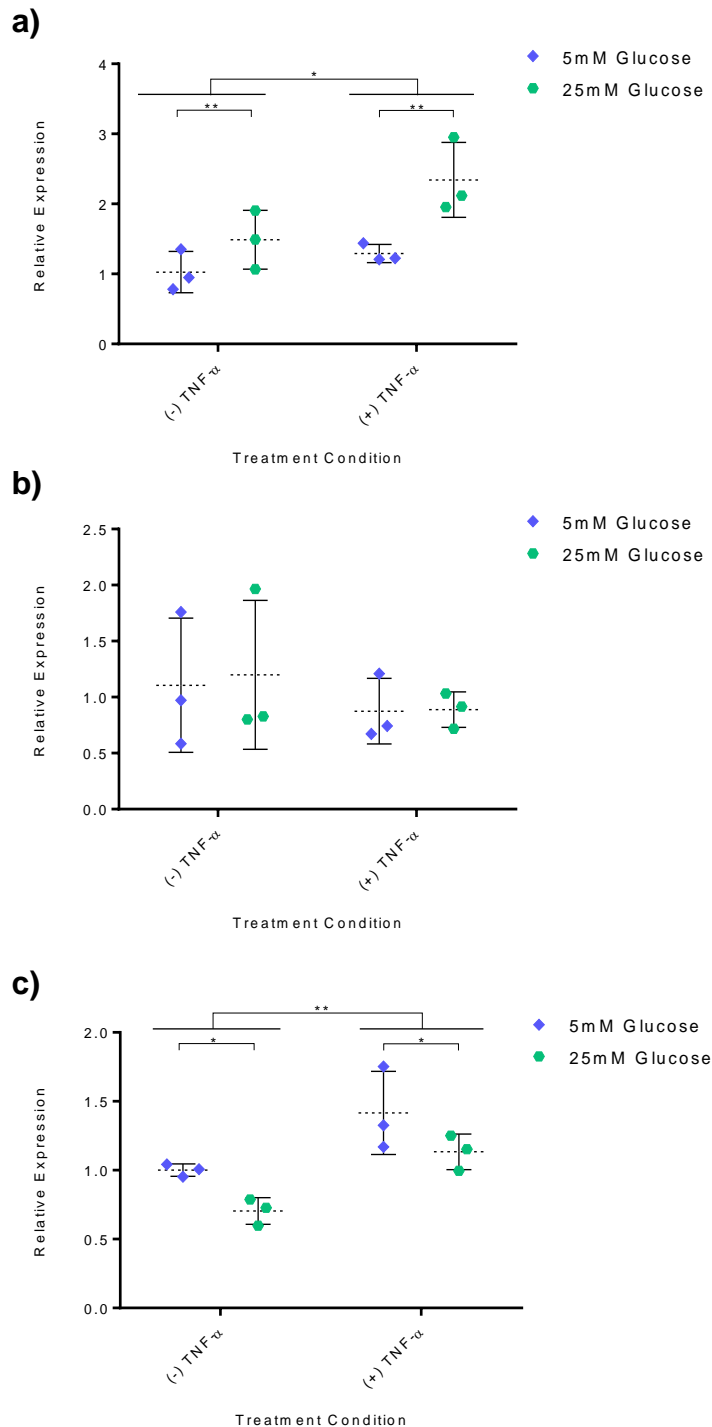 a)
5mM Glucose
25mM Glucose
Relative Expression
4
3
2
1
0
*
**
**
(-) TNF-α
(+) TNF-α
Treatment Condition
b)
5mM Glucose
25mM Glucose
Relative Expression
2.5
2.0
1.5
1.0
0.5
0.0
(-) TNF-α
(+) TNF-α
Treatment Condition
c)
5mM Glucose
25mM Glucose
Relative Expression
2.0
1.5
1.0
0.5
0.0
**
*
*
(-) TNF-α
(+) TNF-α
Treatment Condition